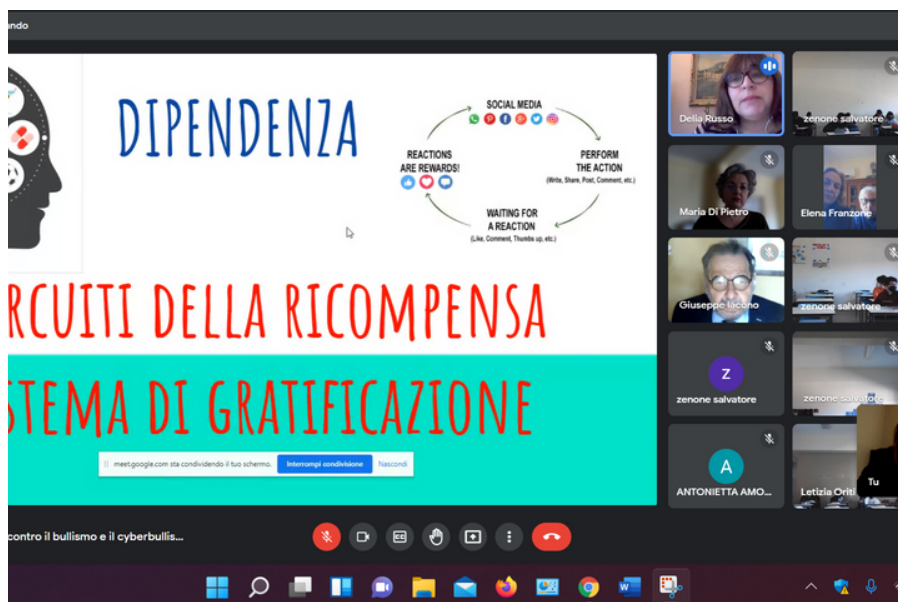 ando
DIPENDENZA
SOCIAL MEDIA
PERFORM
THE ACTION
(Write, Share, Post, Comment, etc.)
WAITING FOR
A REACTION
(Like, Comment, Thumbs up, etc.)
REACTIONS
ARE REWARDS!
RCUITI DELLA RICOMPENSA
STEMA DI GRATIFICAZIONE
meet.google.com sta condividendo il tuo schermo.
Interrompi condivisione
Nascondi
Delia Russo
zenone salvatore
Maria Di Pietro
Elena Franzone
Giuseppe Iacono
zenone salvatore
Z
zenone salvatore
zenone salvatore
A
ANTONIETTA AMO...
Letizia Oriti
Tu
contro il bullismo e il cyberbullis...